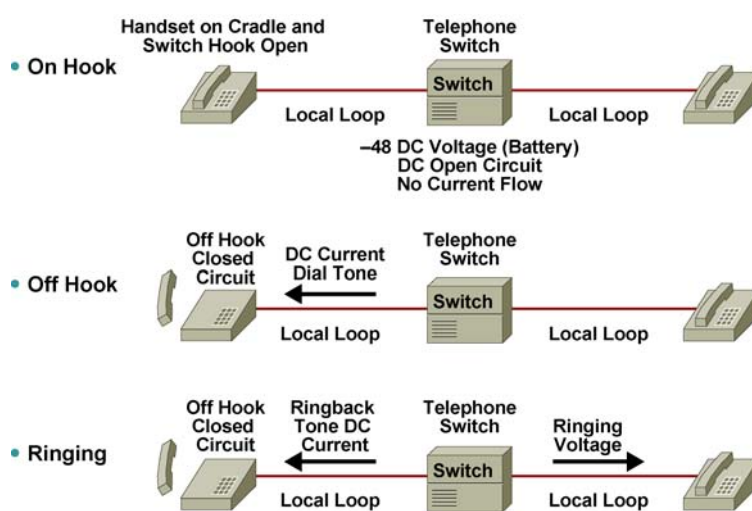 Handset on Cradle and
Switch Hook Open
Telephone
Switch
• On Hook
Switch
Local Loop
Local Loop
–48 DC Voltage (Battery)
DC Open Circuit
No Current Flow
Off Hook
Closed
Circuit
DC Current
Dial Tone
Telephone
Switch
• Off Hook
Switch
Local Loop
Local Loop
Off Hook
Closed
Circuit
Ringback
Tone DC
Current
Telephone
Switch
Ringing
Voltage
• Ringing
Switch
Local Loop
Local Loop